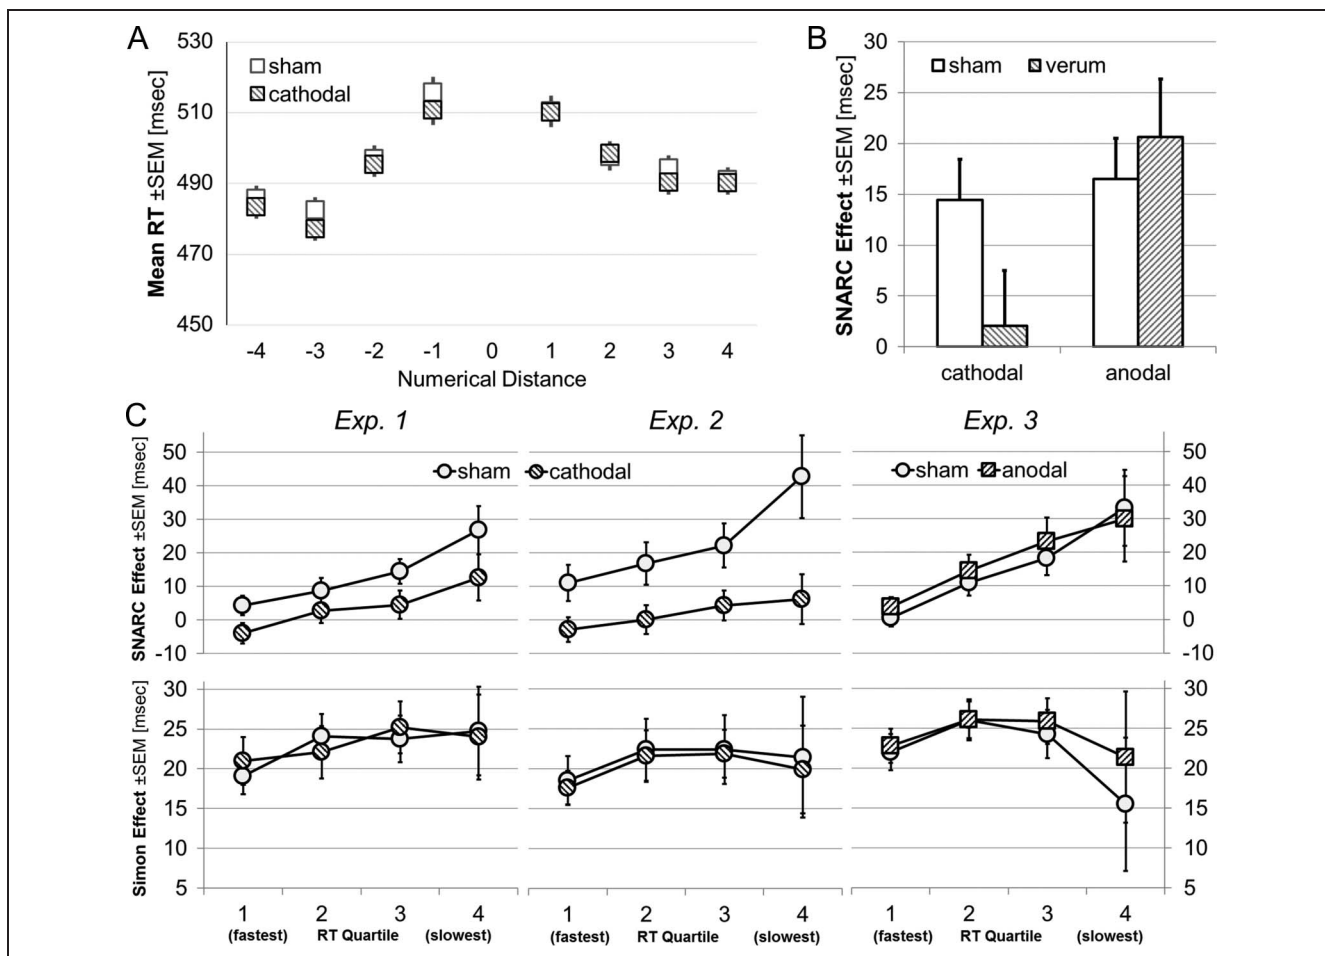 A
530
510
490
470
450
Mean RT ±SEM [msec]
sham
cathodal
-4 -3 -2 -1 0 1 2 3 4
Numerical Distance
B
30
25
20
15
10
5
0
SNARC Effect ±SEM [msec]
sham verum
cathodal anodal
C
Exp. 1 Exp. 2 Exp. 3
SNARC Effect ±SEM [msec]
50 50
40 40
30 30
20 20
10 10
0 0
-10 -10
sham cathodal
sham anodal
Simon Effect ±SEM [msec]
30 30
25 25
20 20
15 15
10 10
5 5
1 2 3 4 1 2 3 4 1 2 3 4
(fastest) RT Quartile (slowest) (fastest) RT Quartile (slowest) (fastest) RT Quartile (slowest)